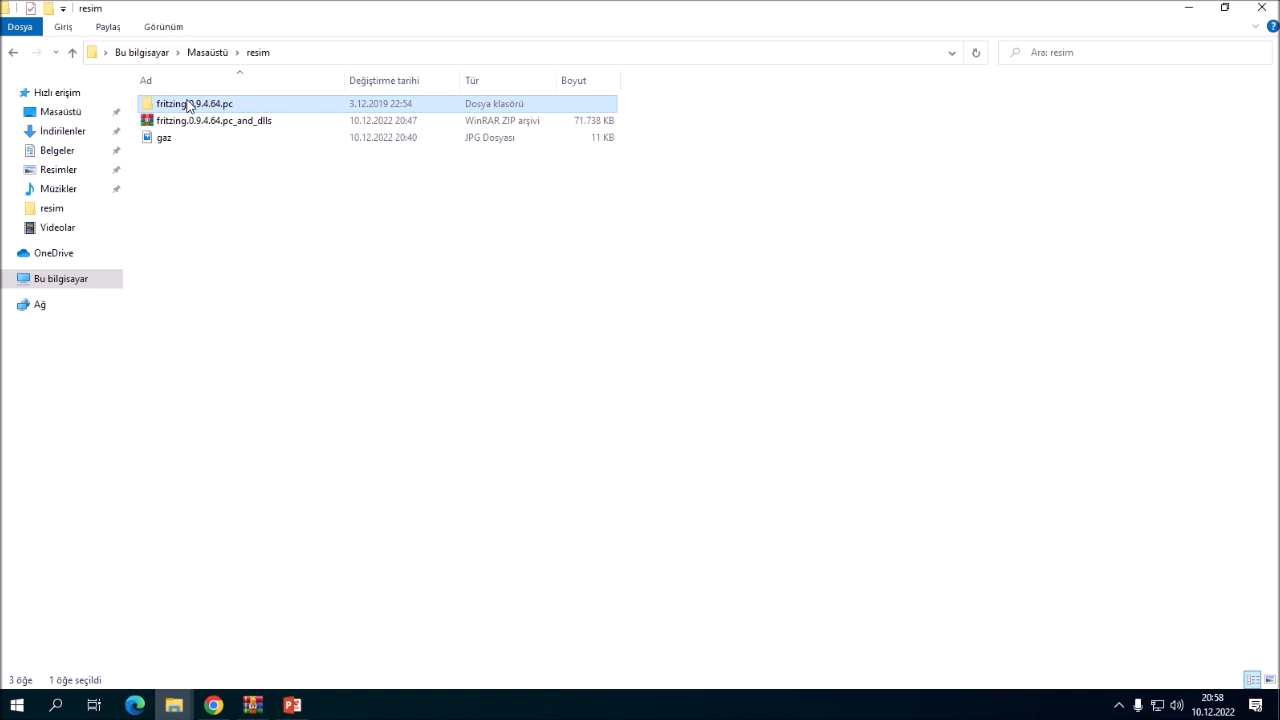 resim
Dosya Giriş Paylaş Görünüm
Bu bilgisayar Masaüstü resim
Ara: resim
Ad Değiştirme tarihi Tür Boyut
fritzing.0.9.4.64.pc 3.12.2019 22:54 Dosya klasörü
fritzing.0.9.4.64.pc_and_dlls 10.12.2022 20:47 WinRAR ZIP arşivi 71.738 KB
gaz 10.12.2022 20:40 JPG Dosyası 11 KB
Hızlı erişim
Masaüstü
İndirilenler
Belgeler
Resimler
Müzikler
resim
Videolar
OneDrive
Bu bilgisayar
Ağ
3 öğe 1 öğe seçildi
20:58
10.12.2022